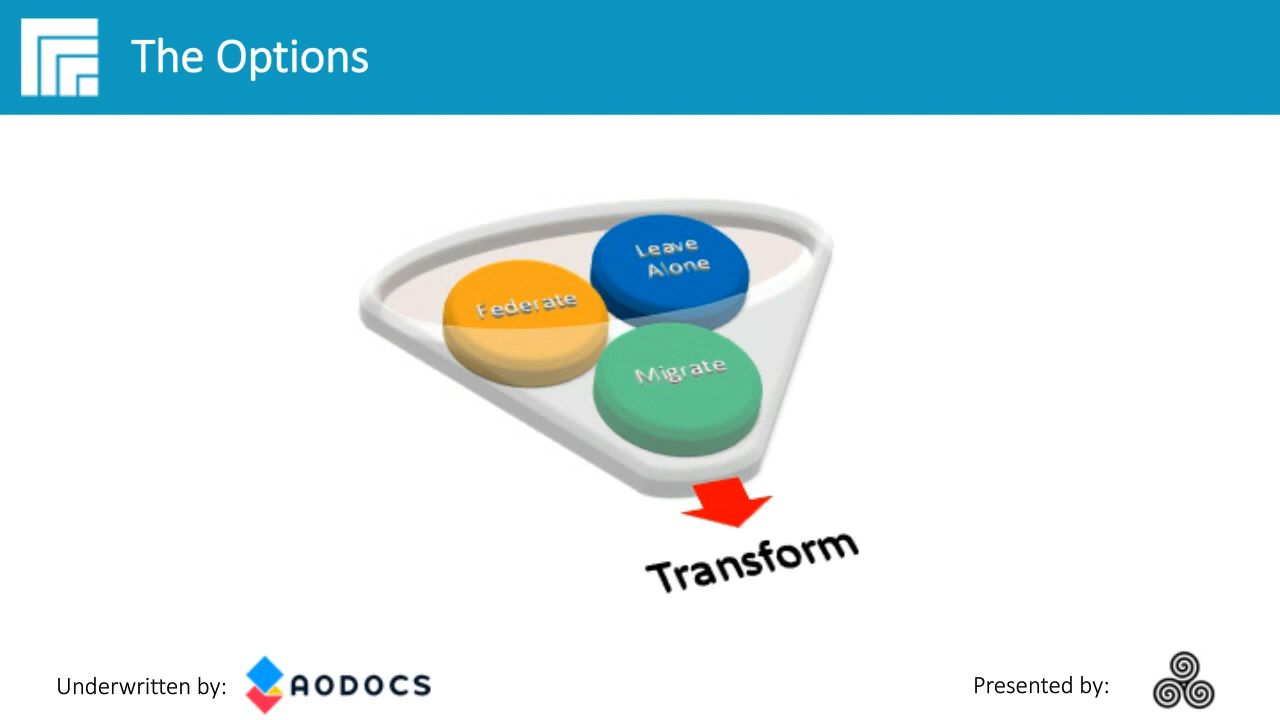 The Options
Leave
Alone
Federate
Migrate
Transform
Underwritten by:
AODOCS
Presented by: